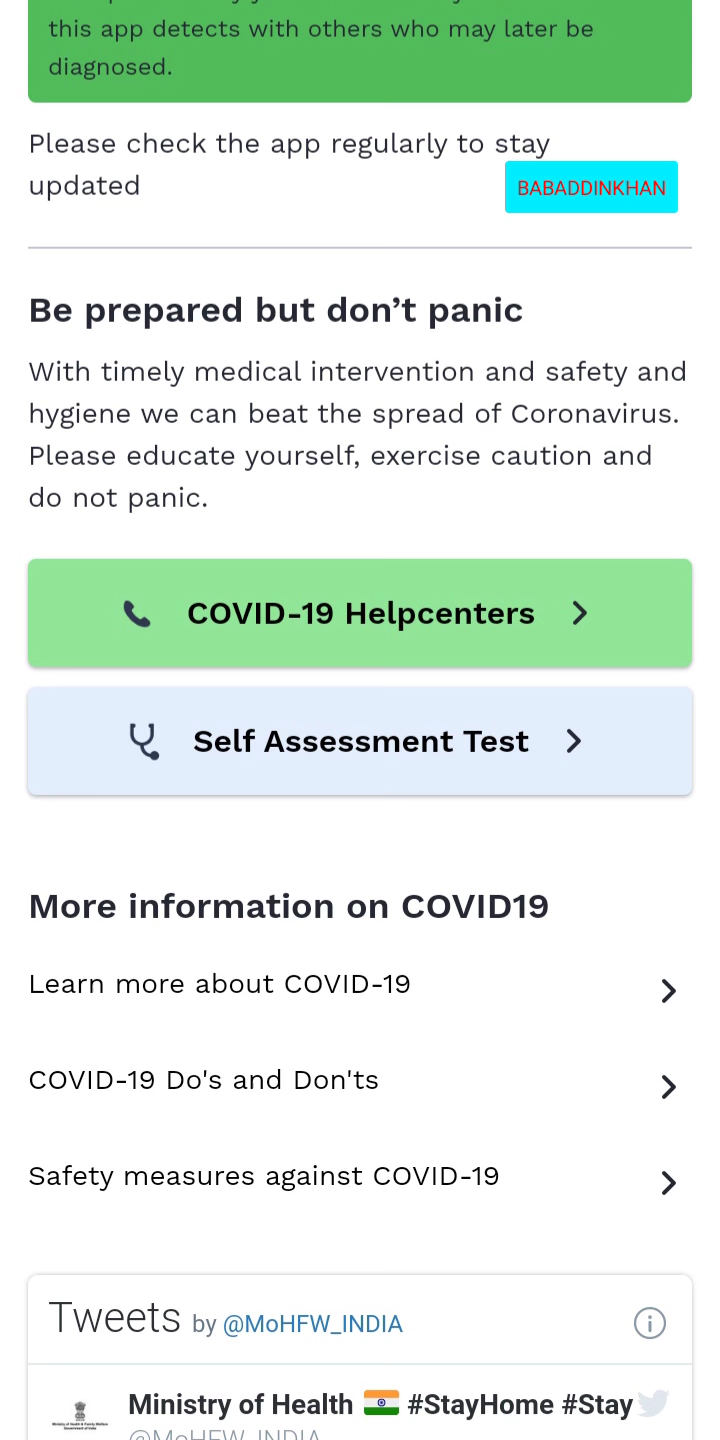 this app detects with others who may later be
diagnosed.
Please check the app regularly to stay
updated
BABADDINKHAN
Be prepared but don’t panic
With timely medical intervention and safety and
hygiene we can beat the spread of Coronavirus.
Please educate yourself, exercise caution and
do not panic.
COVID-19 Helpcenters
Self Assessment Test
More information on COVID19
Learn more about COVID-19
COVID-19 Do's and Don'ts
Safety measures against COVID-19
Tweets by @MoHFW_INDIA
Ministry of Health 🇮🇳 #StayHome #Stay
@MoHFW_INDIA